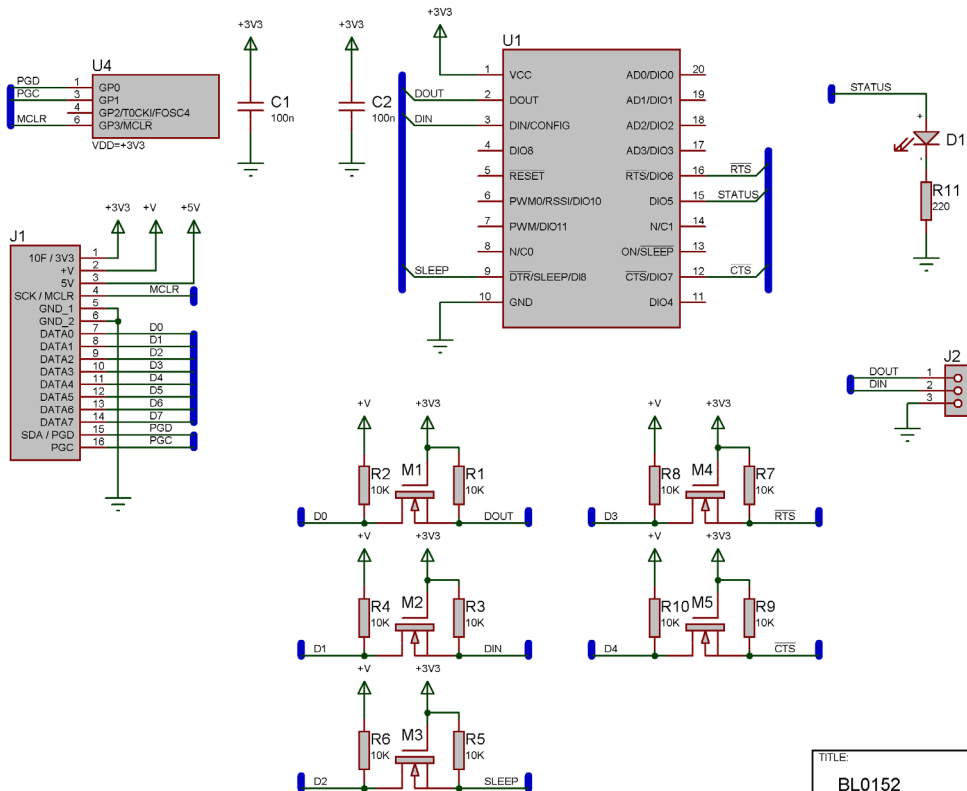 +3V3
+3V3
+3V3
U4
PGD 1 GP0
PGC 3 GP1
4 GP2/T0CKI/FOSC4
MCLR 6 GP3/MCLR
VDD=+3V3
C1
100n
C2
100n
U1
1 VCC AD0/DIO0 20
DOUT 2 DOUT AD1/DIO1 19
DIN 3 DIN/CONFIG AD2/DIO2 18
4 DIO8 AD3/DIO3 17
5 RESET RTS/DIO6 16 RTS
6 PWM0/RSSI/DIO10 DIO5 15 STATUS
7 PWM/DIO11 N/C1 14
8 N/C0 ON/SLEEP 13
SLEEP 9 DTR/SLEEP/DI8 CTS/DIO7 12 CTS
10 GND DIO4 11
STATUS
+
D1
-
R11
220
+3V3 +V +5V
J1
10F / 3V3 1
+V 2
5V 3
SCK / MCLR 4 MCLR
GND_1 5
GND_2 6
DATA0 7 D0
DATA1 8 D1
DATA2 9 D2
DATA3 10 D3
DATA4 11 D4
DATA5 12 D5
DATA6 13 D6
DATA7 14 D7
SDA / PGD 15 PGD
PGC 16 PGC
J2
DOUT 1
DIN 2
3
+V +3V3
R2 M1 R1
10K 10K
D0 DOUT
+V +3V3
R8 M4 R7
10K 10K
D3 RTS
+V +3V3
R4 M2 R3
10K 10K
D1 DIN
+V +3V3
R10 M5 R9
10K 10K
D4 CTS
+V +3V3
R6 M3 R5
10K 10K
D2 SLEEP
TITLE:
BL0152